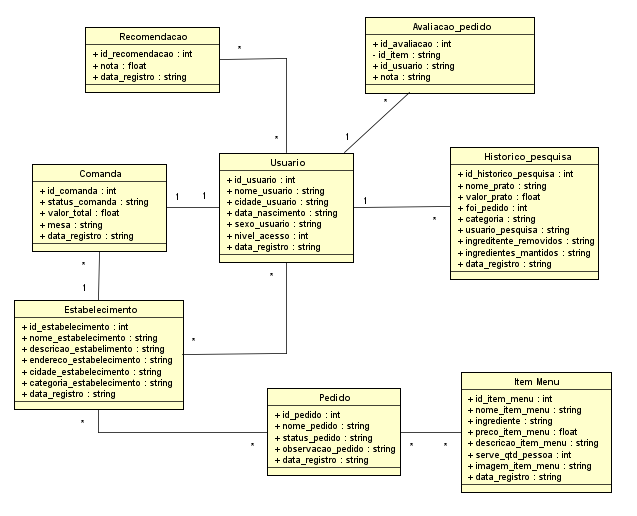 Recomendacao
+ id_recomendacao : int
+ nota : float
+ data_registro : string
*
*
Avaliacao_pedido
+ id_avaliacao : int
- id_item : string
+ id_usuario : string
+ nota : string
*
1
Comanda
+ id_comanda : int
+ status_comanda : string
+ valor_total : float
+ mesa : string
+ data_registro : string
1
1
Usuario
+ id_usuario : int
+ nome_usuario : string
+ cidade_usuario : string
+ data_nascimento : string
+ sexo_usuario : string
+ nivel_acesso : int
+ data_registro : string
1
*
Historico_pesquisa
+ id_historico_pesquisa : int
+ nome_prato : string
+ valor_prato : float
+ foi_pedido : int
+ categoria : string
+ usuario_pesquisa : string
+ ingreditente_removidos : string
+ ingredientes_mantidos : string
+ data_registro : string
*
1
*
*
Estabelecimento
+ id_estabelecimento : int
+ nome_estabelecimento : string
+ descricao_estabelimento : string
+ endereco_estabelecimento : string
+ cidade_estabelecimento : string
+ categoria_estabelecimento : string
+ data_registro : string
*
*
Pedido
+ id_pedido : int
+ nome_pedido : string
+ status_pedido : string
+ observacao_pedido : string
+ data_registro : string
*
*
Item Menu
+ id_item_menu : int
+ nome_item_menu : string
+ ingrediente : string
+ preco_item_menu : float
+ descricao_item_menu : string
+ serve_qtd_pessoa : int
+ imagem_item_menu : string
+ data_registro : string